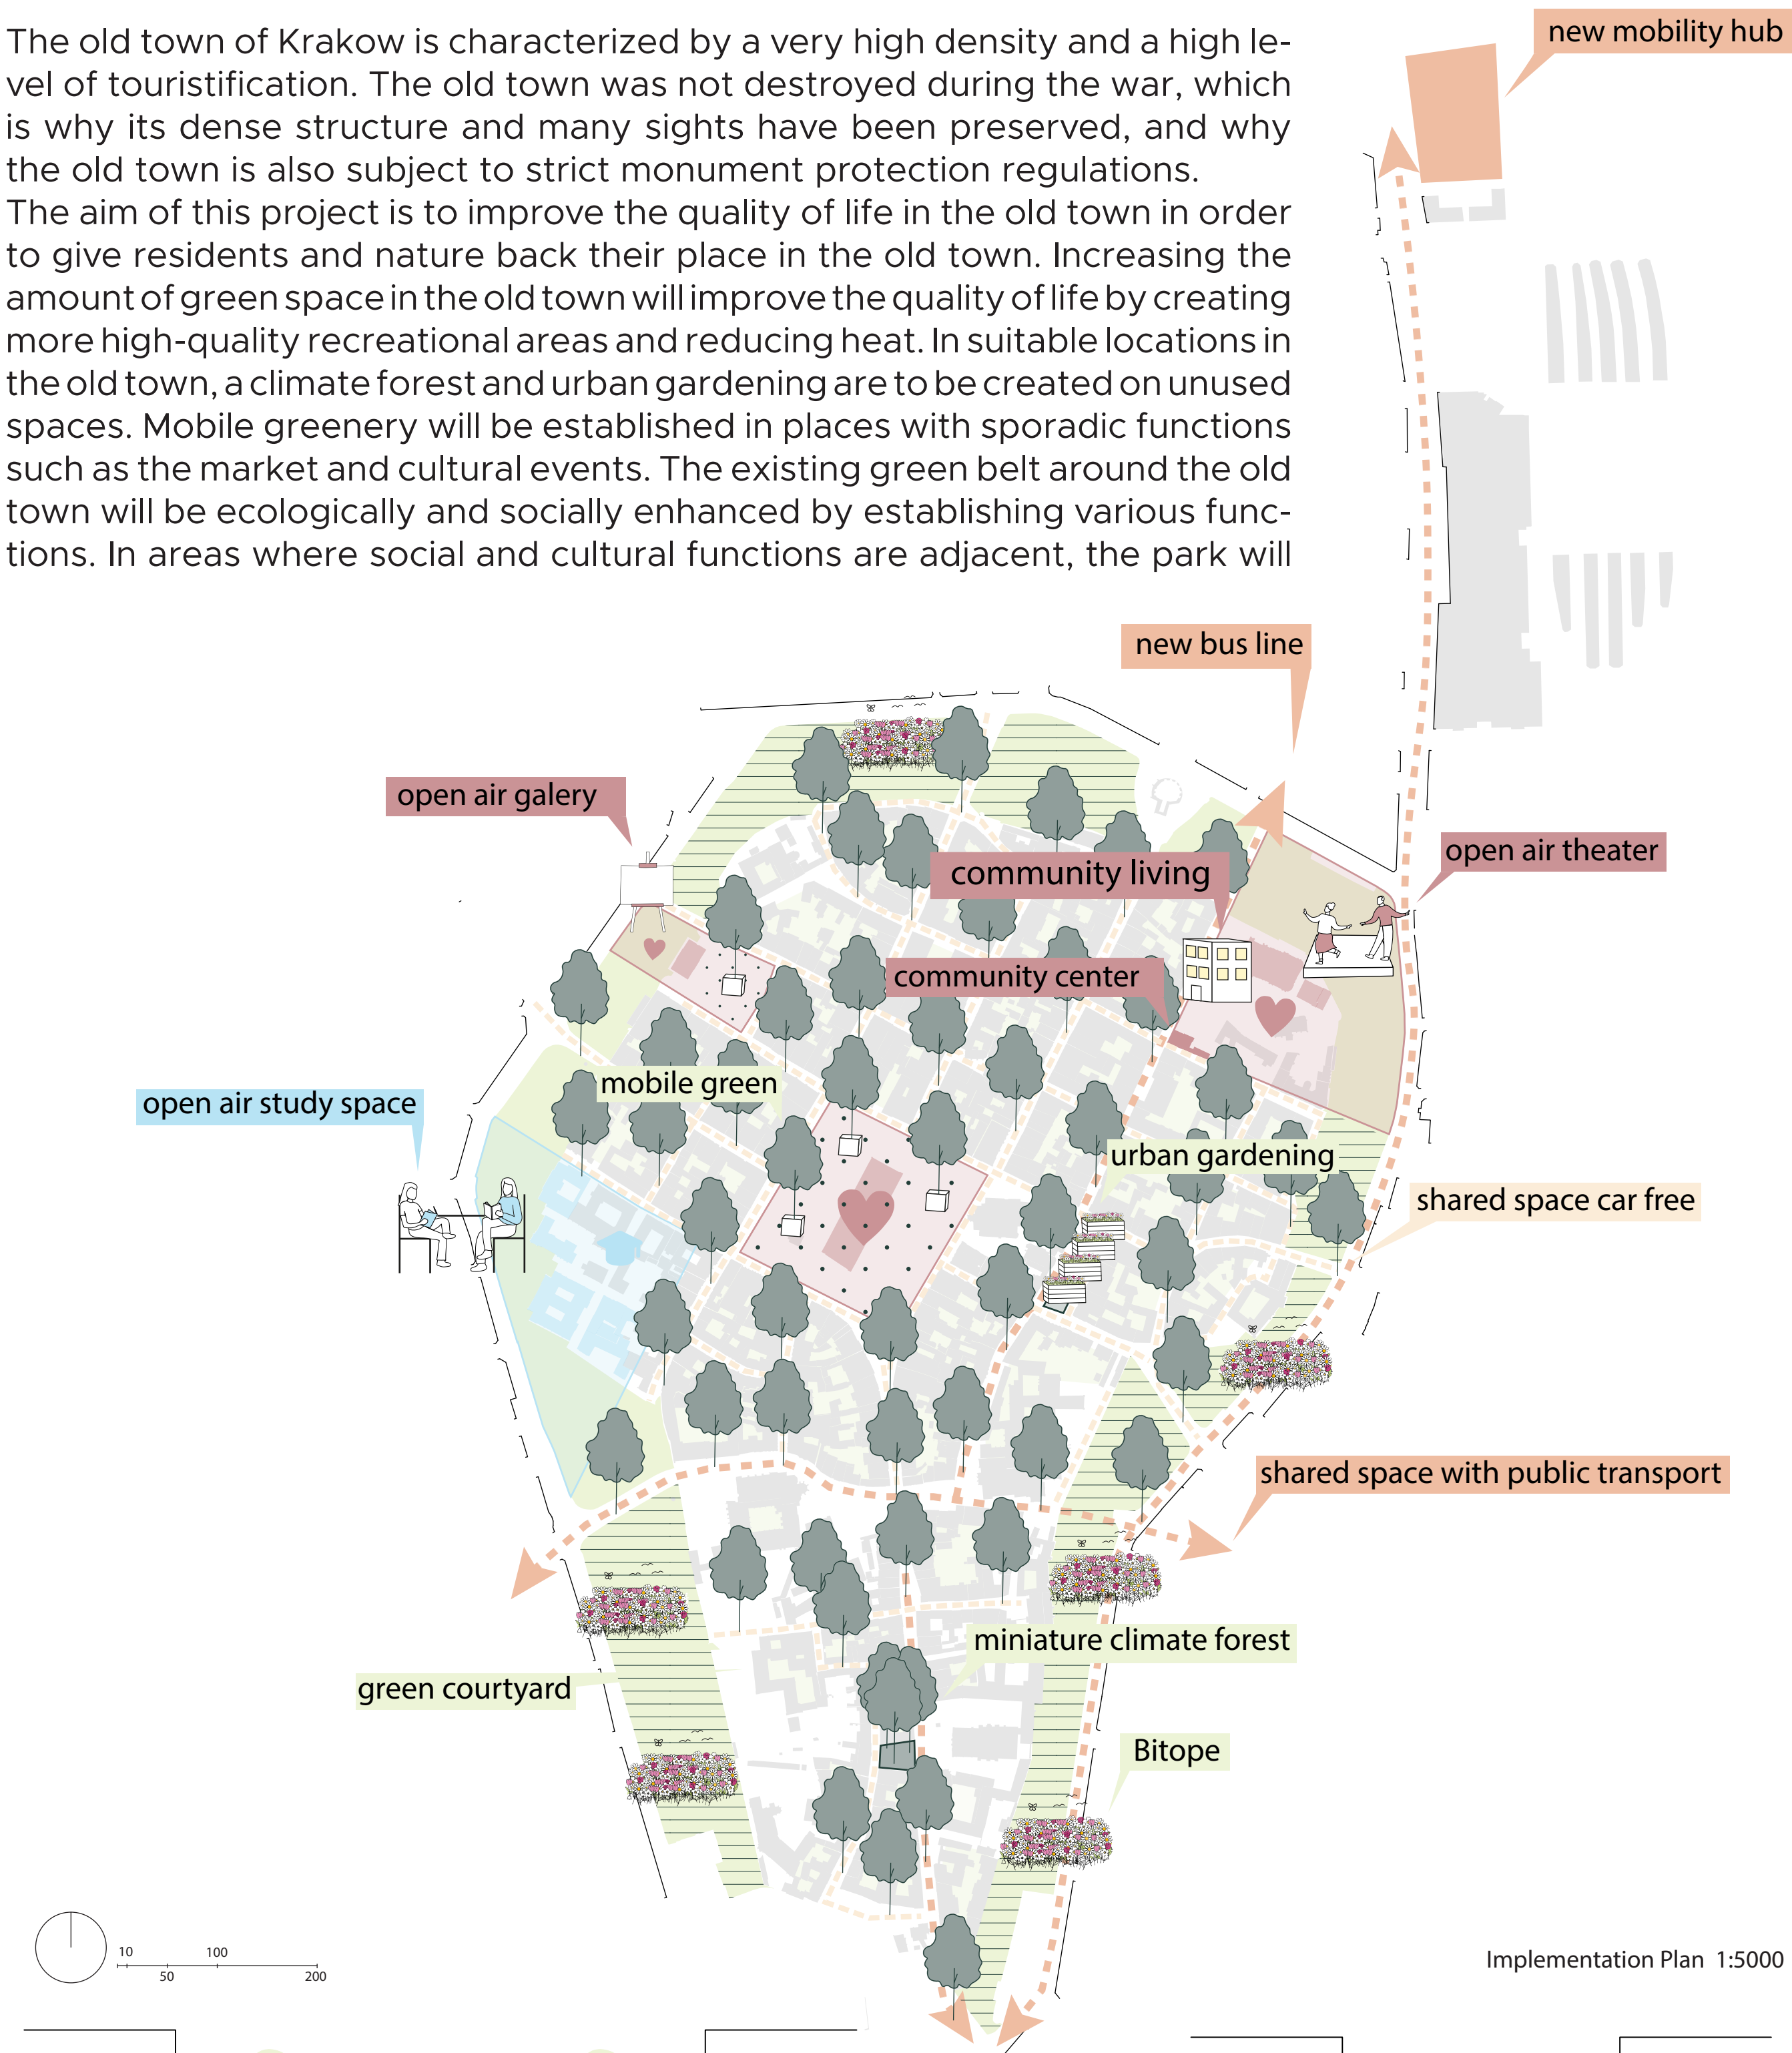 The old town of Krakow is characterized by a very high density and a high le-
vel of touristification. The old town was not destroyed during the war, which
is why its dense structure and many sights have been preserved, and why
the old town is also subject to strict monument protection regulations.
The aim of this project is to improve the quality of life in the old town in order
to give residents and nature back their place in the old town. Increasing the
amount of green space in the old town will improve the quality of life by creating
more high-quality recreational areas and reducing heat. In suitable locations in
the old town, a climate forest and urban gardening are to be created on unused
spaces. Mobile greenery will be established in places with sporadic functions
such as the market and cultural events. The existing green belt around the old
town will be ecologically and socially enhanced by establishing various func-
tions. In areas where social and cultural functions are adjacent, the park will
new mobility hub
new bus line
open air galery
open air theater
community living
community center
mobile green
open air study space
urban gardening
shared space car free
shared space with public transport
miniature climate forest
green courtyard
Bitope
10
100
50
200
Implementation Plan 1:5000